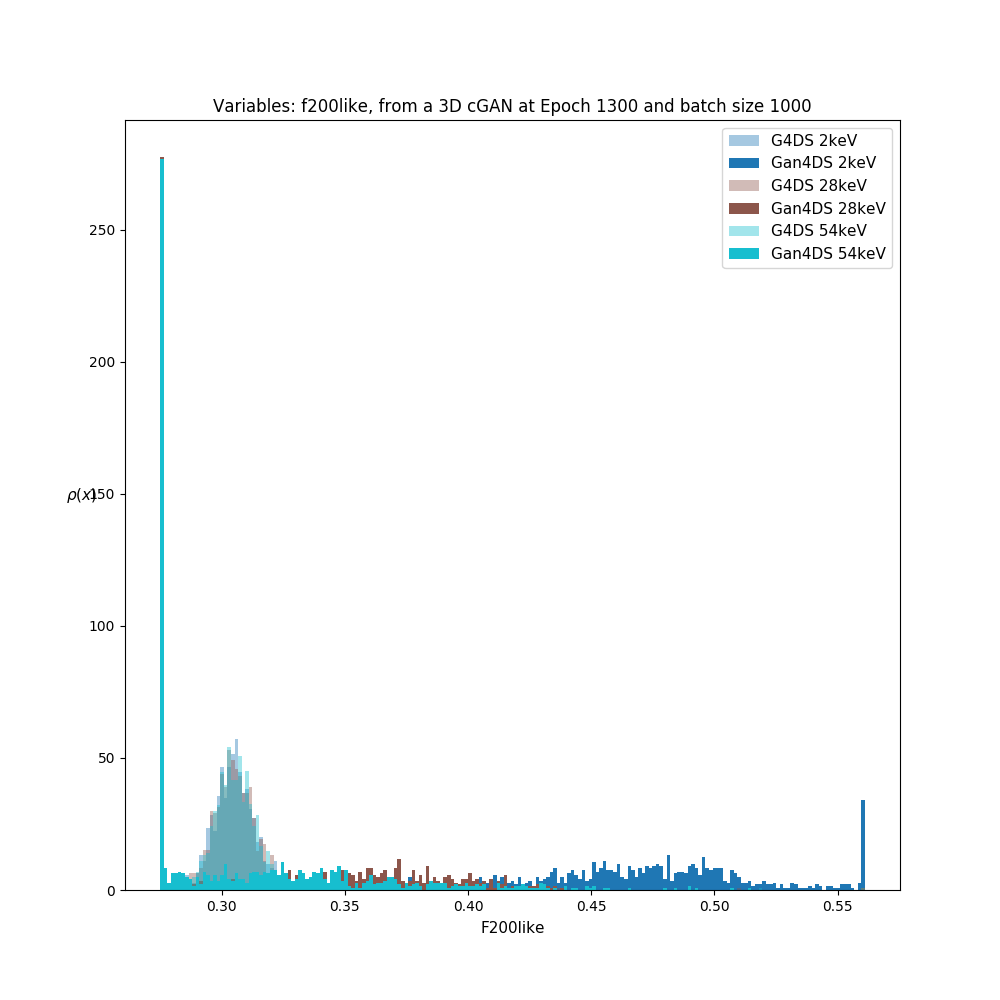 Variables: f200like, from a 3D cGAN at Epoch 1300 and batch size 1000
G4DS 2keV
Gan4DS 2keV
G4DS 28keV
Gan4DS 28keV
G4DS 54keV
Gan4DS 54keV
250
200
ρ(x)
150
100
50
0
0.30 0.35 0.40 0.45 0.50 0.55
F200like